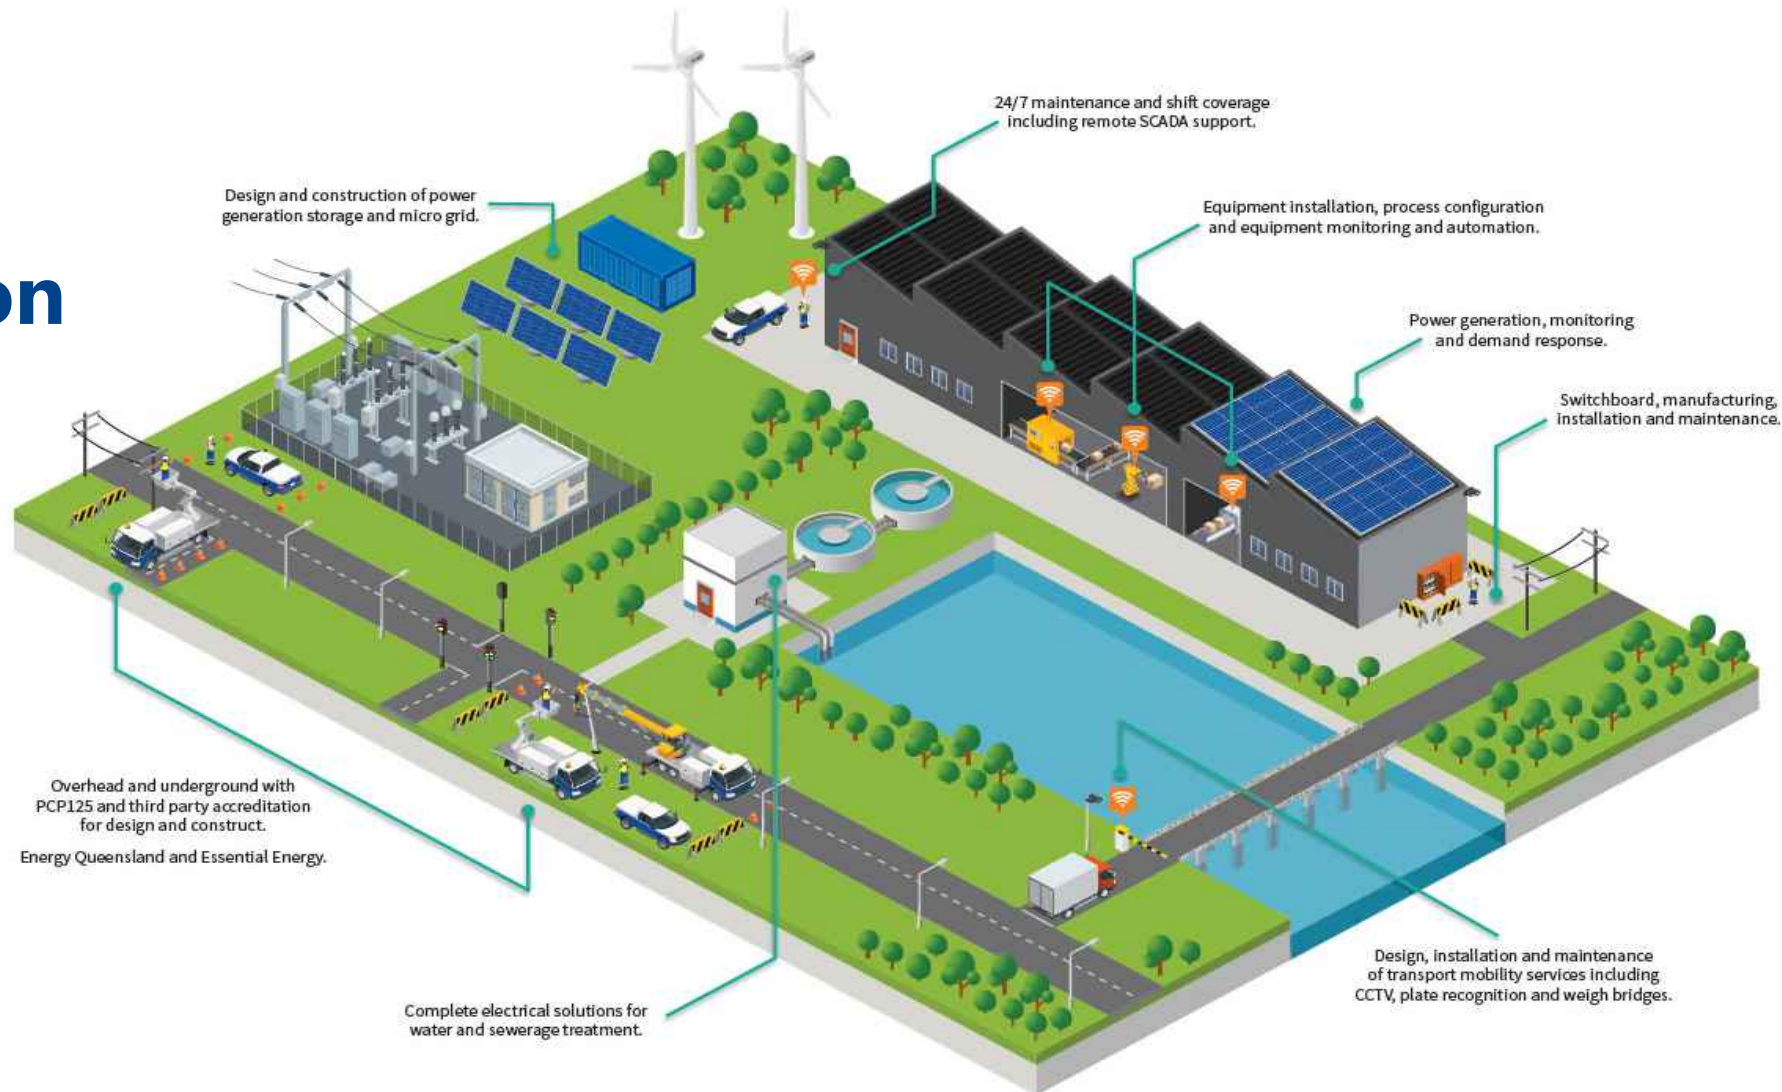 24/7 maintenance and shift coverage
including remote SCADA support.
Design and construction of power
generation storage and micro grid.
Equipment installation, process configuration
and equipment monitoring and automation.
on
Power generation, monitoring
and demand response.
Switchboard, manufacturing,
installation and maintenance.
Overhead and underground with
PCP125 and third party accreditation
for design and construct.
Energy Queensland and Essential Energy.
Design, installation and maintenance
of transport mobility services including
CCTV, plate recognition and weigh bridges.
Complete electrical solutions for
water and sewerage treatment.